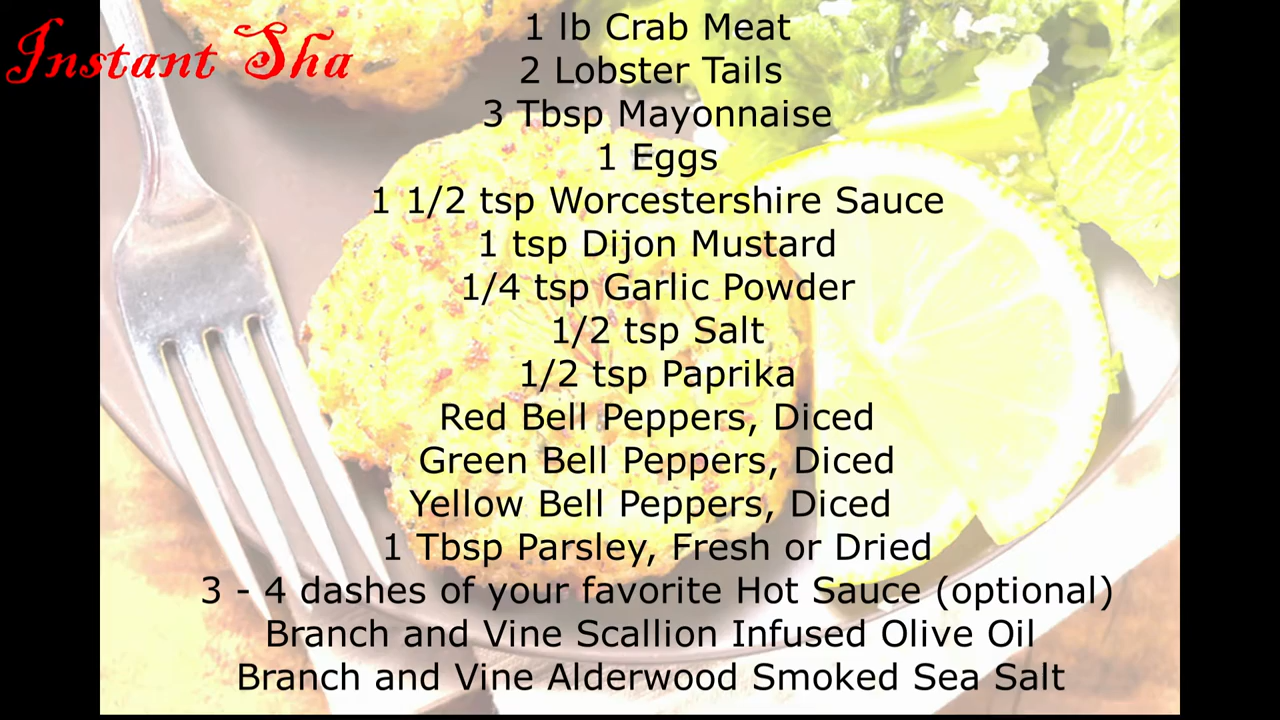 Instant Sha
1 lb Crab Meat
2 Lobster Tails
3 Tbsp Mayonnaise
1 Eggs
1 1/2 tsp Worcestershire Sauce
1 tsp Dijon Mustard
1/4 tsp Garlic Powder
1/2 tsp Salt
1/2 tsp Paprika
Red Bell Peppers, Diced
Green Bell Peppers, Diced
Yellow Bell Peppers, Diced
1 Tbsp Parsley, Fresh or Dried
3 - 4 dashes of your favorite Hot Sauce (optional)
Branch and Vine Scallion Infused Olive Oil
Branch and Vine Alderwood Smoked Sea Salt